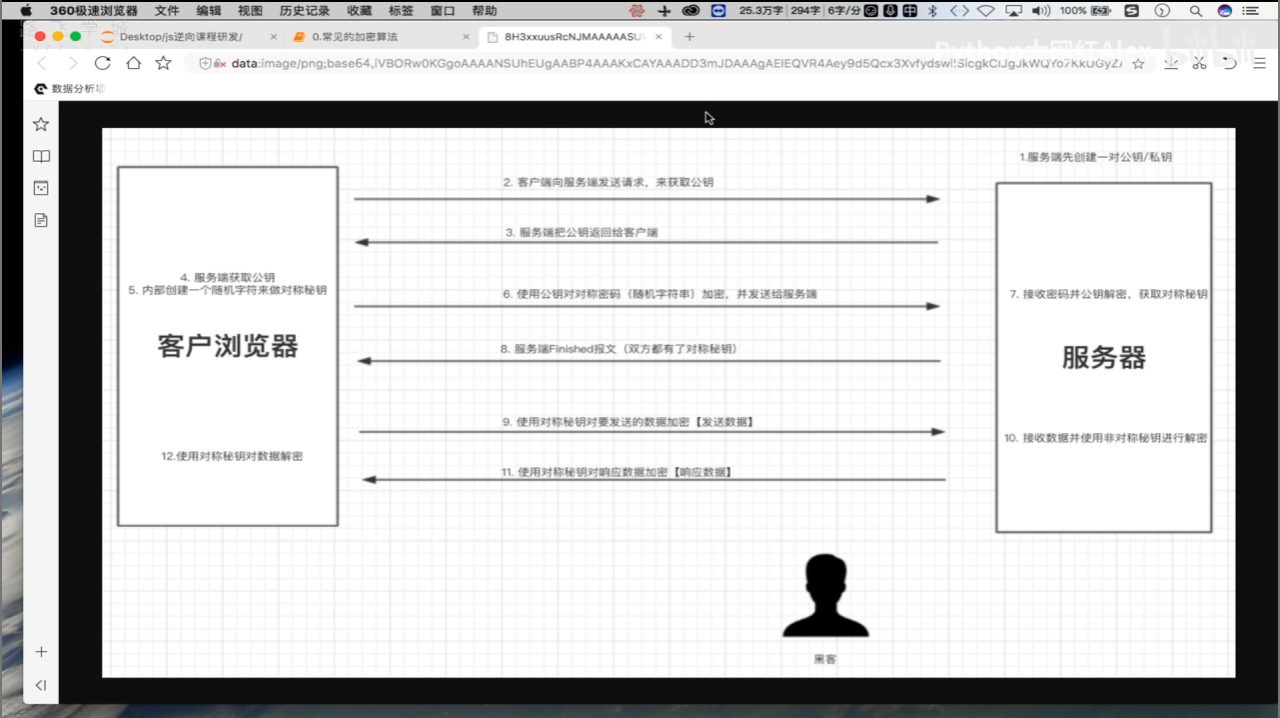 360极速浏览器 文件 编辑 视图 历史记录 收藏 标签 窗口 帮助 25.3万字 294字 6字/分 100%
Desktop/js逆向课程研发/ 0.常见的加密算法 8H3xxuusRcNJMAAAAASU
data:image/png;base64,iVBORw0KGgoAAAANSUhEUgAABP4AAAKxCAYAAADD3mJDAAAgAElEQVR4Aey9d5Qcx3Xvfydswi
数据分析项
1.服务端先创建一对公钥/私钥
2. 客户端向服务端发送请求，来获取公钥
3. 服务端把公钥返回给客户端
4. 服务端获取公钥
5. 内部创建一个随机字符来做对称秘钥
6. 使用公钥对对称密码（随机字符串）加密，并发送给服务端
7. 接收密码并公钥解密，获取对称秘钥
客户浏览器
8. 服务端Finished报文（双方都有了对称秘钥）
服务器
9. 使用对称秘钥对要发送的数据加密【发送数据】
10. 接收数据并使用非对称秘钥进行解密
12.使用对称秘钥对数据解密
11. 使用对称秘钥对响应数据加密【响应数据】
黑客